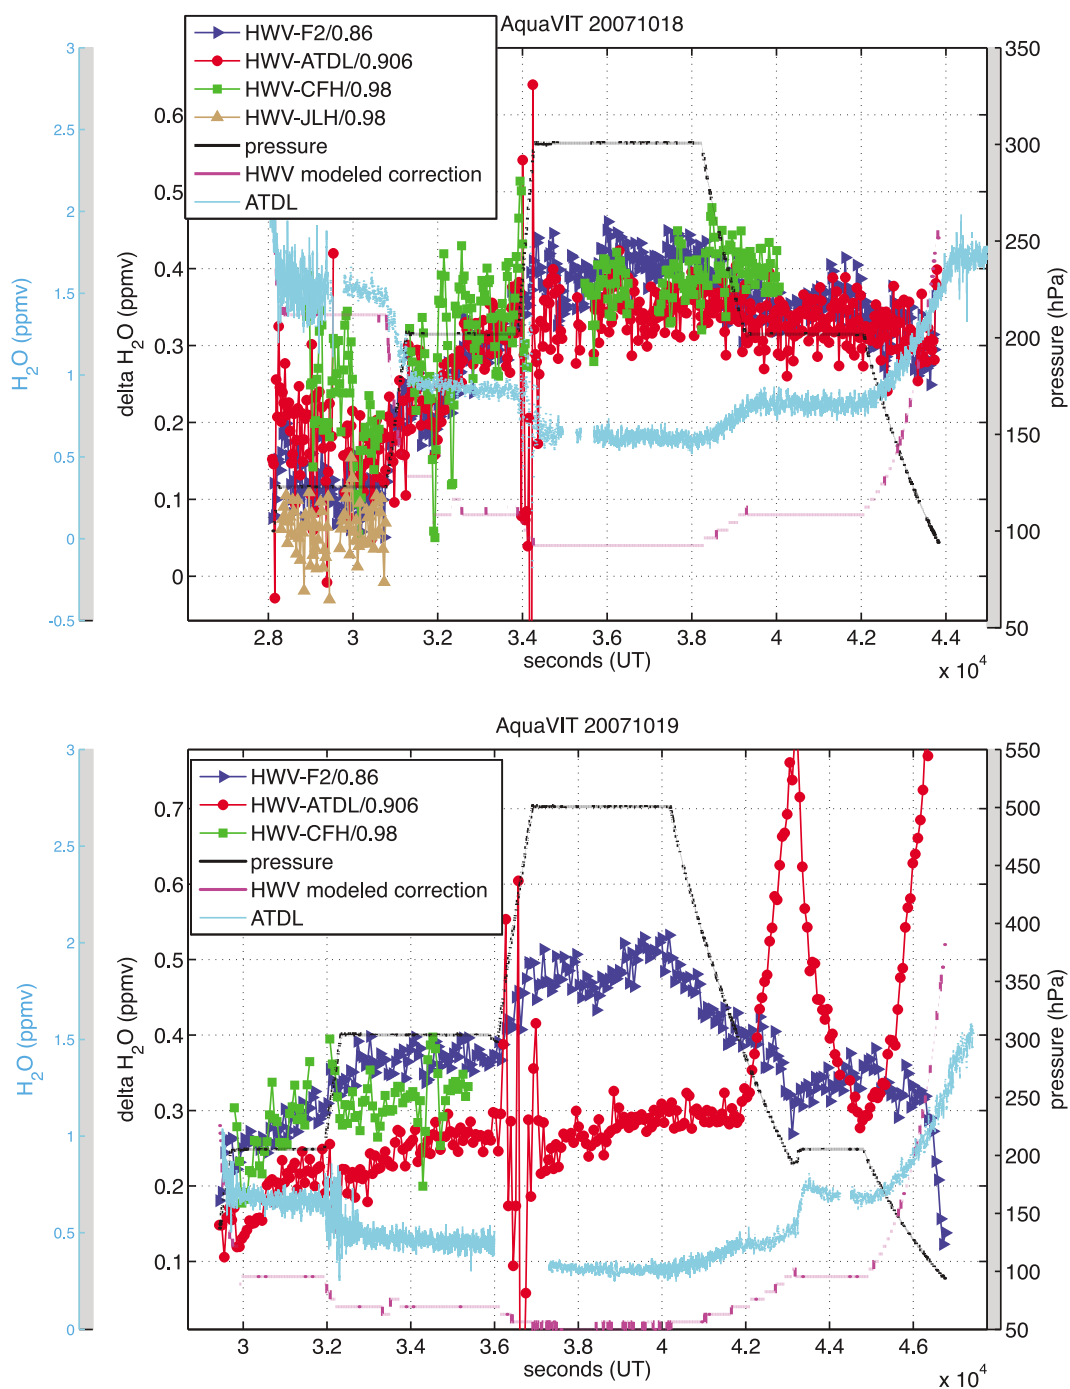 AquaVIT 20071018
HWV-F2/0.86
HWV-ATDL/0.906
HWV-CFH/0.98
HWV-JLH/0.98
pressure
HWV modeled correction
ATDL
3
2.5
2
1.5
1
0.5
0
-0.5
H2O (ppmv)
0.6
0.5
0.4
0.3
0.2
0.1
0
delta H2O (ppmv)
350
300
250
200
150
100
50
pressure (hPa)
2.8 3 3.2 3.4 3.6 3.8 4 4.2 4.4
seconds (UT)
x 10^4
AquaVIT 20071019
HWV-F2/0.86
HWV-ATDL/0.906
HWV-CFH/0.98
pressure
HWV modeled correction
ATDL
3
2.5
2
1.5
1
0.5
0
H2O (ppmv)
0.7
0.6
0.5
0.4
0.3
0.2
0.1
delta H2O (ppmv)
550
500
450
400
350
300
250
200
150
100
50
pressure (hPa)
3 3.2 3.4 3.6 3.8 4 4.2 4.4 4.6
seconds (UT)
x 10^4